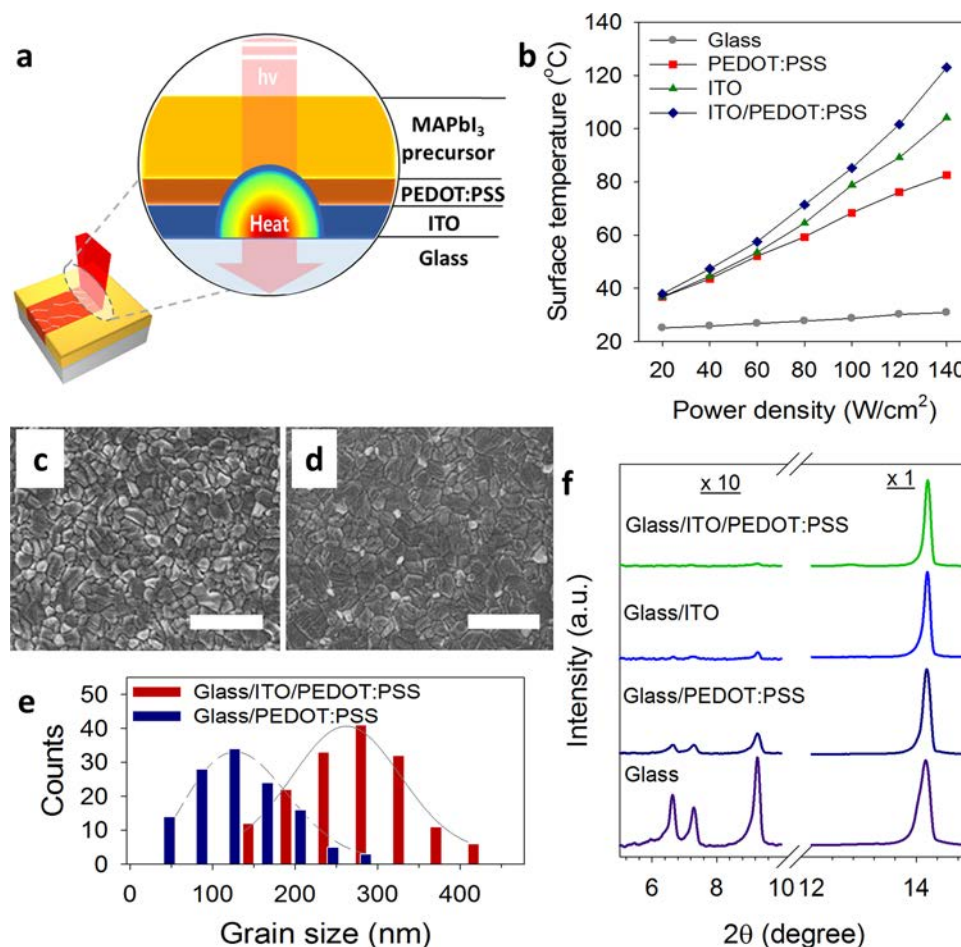 a
hv
MAPbI₃
precursor
PEDOT:PSS
ITO
Heat
Glass
b
Glass
PEDOT:PSS
ITO
ITO/PEDOT:PSS
Surface temperature (°C)
140
120
100
80
60
40
20
20 40 60 80 100 120 140
Power density (W/cm²)
c
d
e
Glass/ITO/PEDOT:PSS
Glass/PEDOT:PSS
Counts
50
40
30
20
10
0
0 100 200 300 400
Grain size (nm)
f
x 10
x 1
Glass/ITO/PEDOT:PSS
Glass/ITO
Glass/PEDOT:PSS
Glass
Intensity (a.u.)
6 8 10 12 14
2θ (degree)